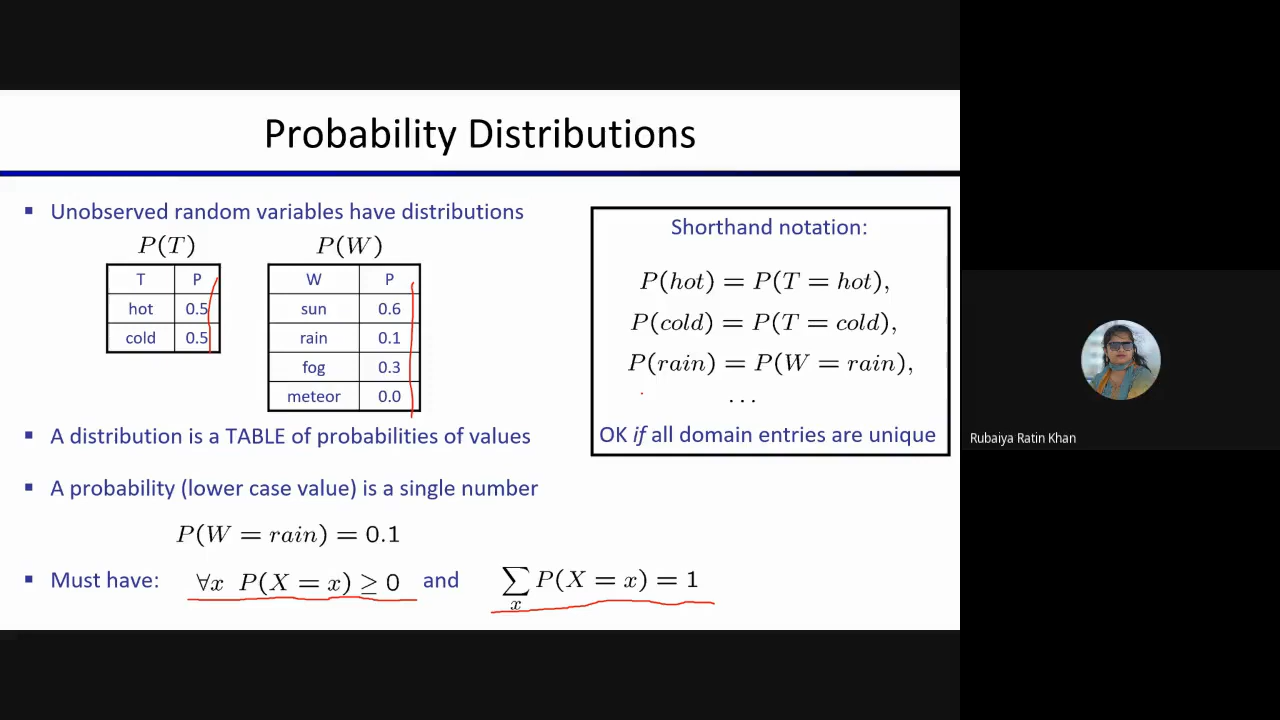 Probability Distributions
▪ Unobserved random variables have distributions
P(T)
T P
hot 0.5
cold 0.5
P(W)
W P
sun 0.6
rain 0.1
fog 0.3
meteor 0.0
Shorthand notation:
P(hot) = P(T = hot),
P(cold) = P(T = cold),
P(rain) = P(W = rain),
...
OK if all domain entries are unique
▪ A distribution is a TABLE of probabilities of values
▪ A probability (lower case value) is a single number
P(W = rain) = 0.1
▪ Must have: ∀x P(X = x) ≥ 0 and ∑x P(X = x) = 1
Rubaiya Ratin Khan